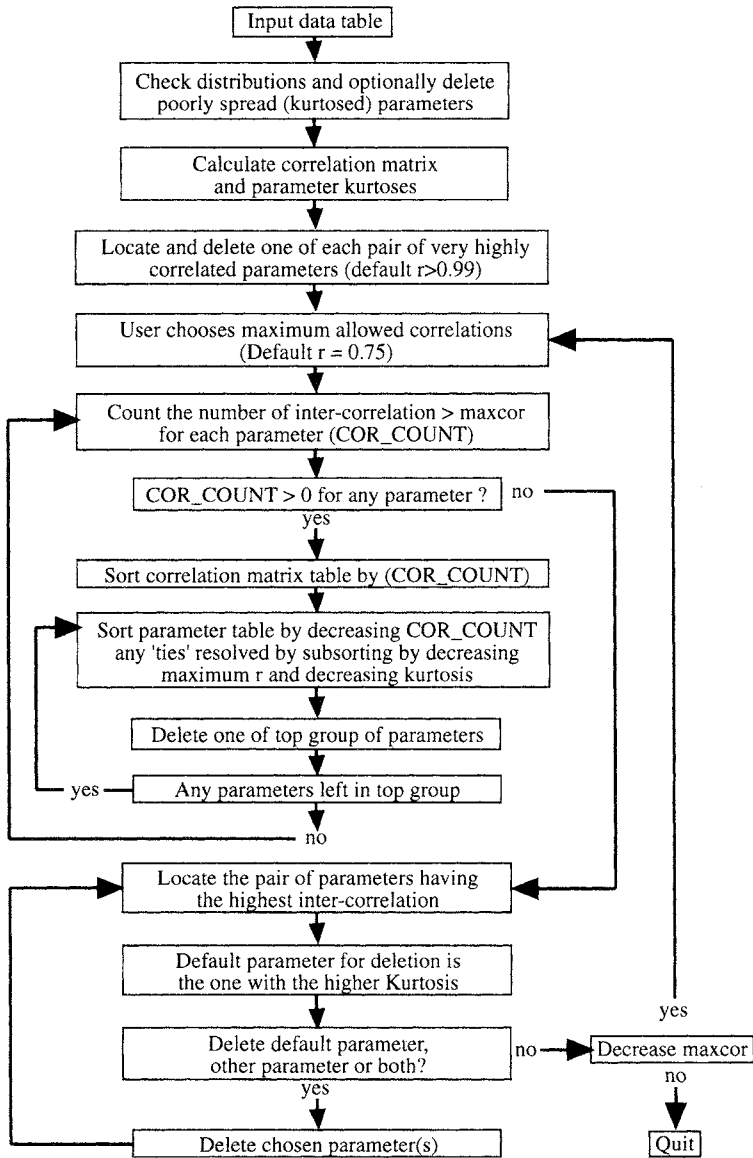 Input data table
Check distributions and optionally delete
poorly spread (kurtosed) parameters
Calculate correlation matrix
and parameter kurtoses
Locate and delete one of each pair of very highly
correlated parameters (default r>0.99)
User chooses maximum allowed correlations
(Default r = 0.75)
Count the number of inter-correlation > maxcor
for each parameter (COR_COUNT)
COR_COUNT > 0 for any parameter ?
no
yes
Sort correlation matrix table by (COR_COUNT)
Sort parameter table by decreasing COR_COUNT
any 'ties' resolved by subsorting by decreasing
maximum r and decreasing kurtosis
Delete one of top group of parameters
yes
Any parameters left in top group
no
Locate the pair of parameters having
the highest inter-correlation
Default parameter for deletion is
the one with the higher Kurtosis
Delete default parameter,
other parameter or both?
no
yes
Decrease maxcor
no
yes
Delete chosen parameter(s)
Quit